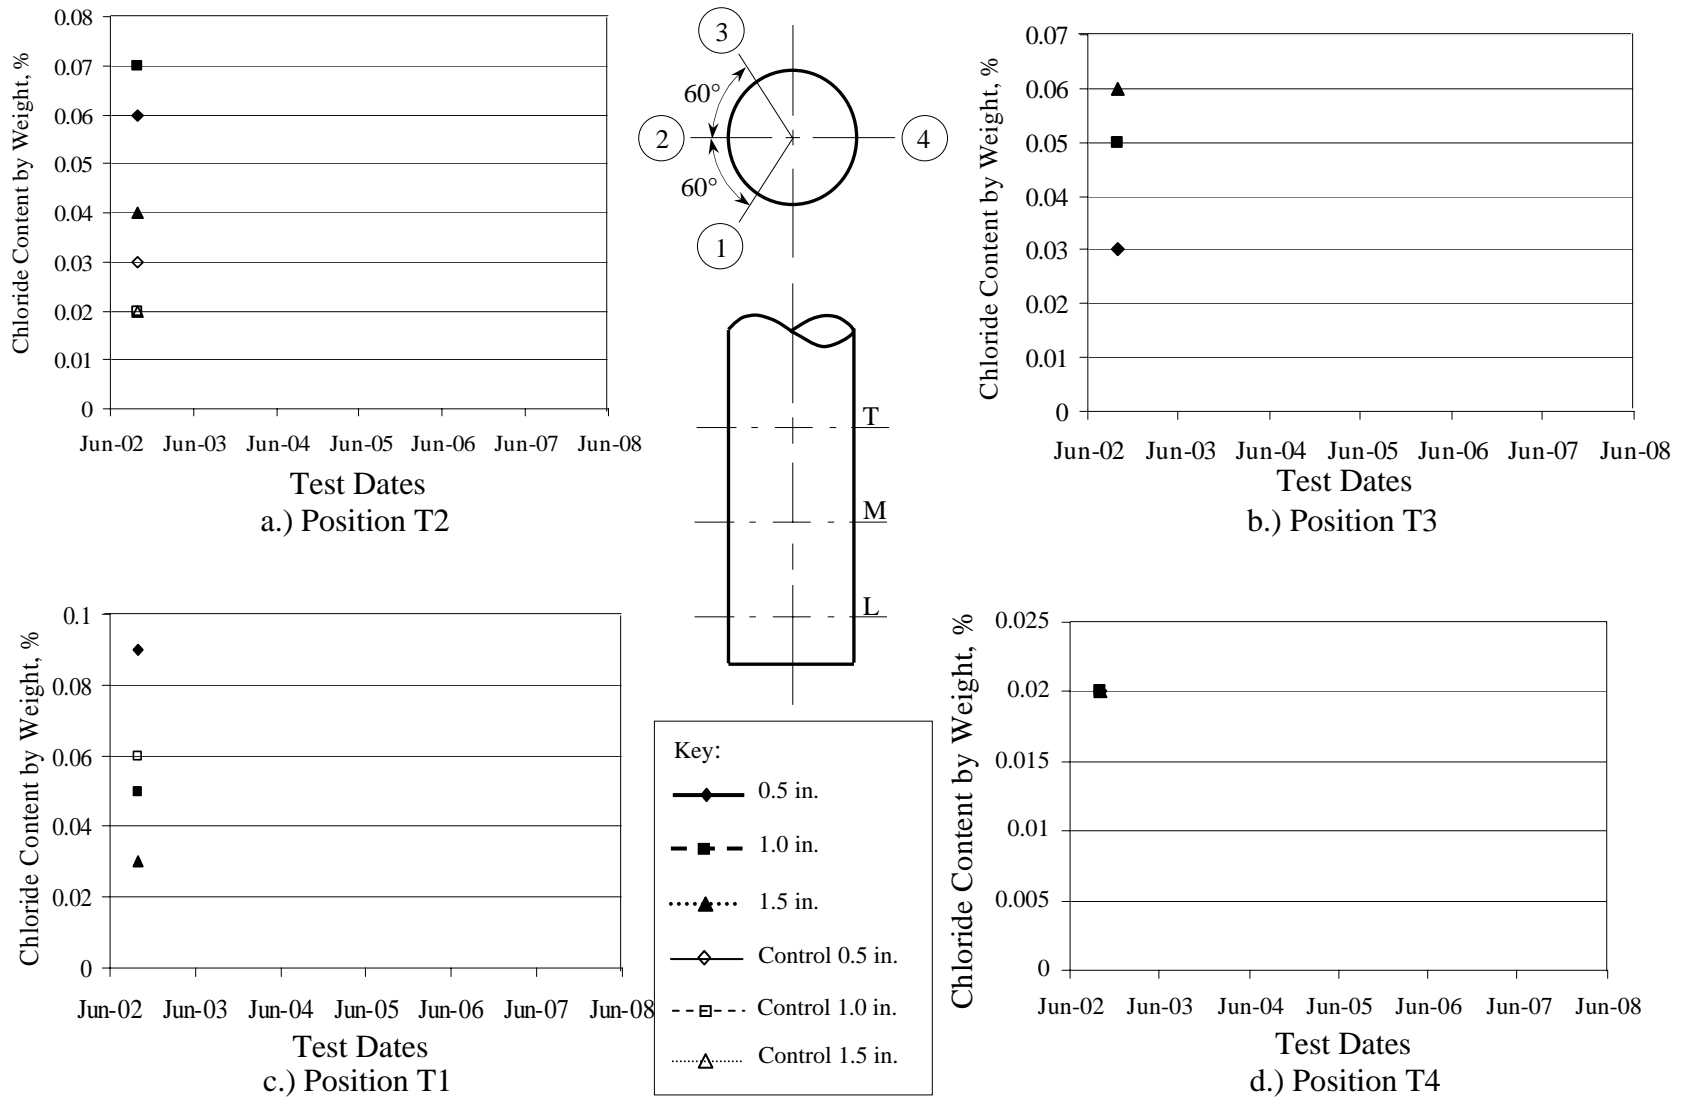 Chloride Content by Weight, %
0.08
0.07
0.06
0.05
0.04
0.03
0.02
0.01
0
Jun-02 Jun-03 Jun-04 Jun-05 Jun-06 Jun-07 Jun-08
Test Dates
a.) Position T2
3
60°
2
4
60°
1
T
M
L
Chloride Content by Weight, %
0.07
0.06
0.05
0.04
0.03
0.02
0.01
0
Jun-02 Jun-03 Jun-04 Jun-05 Jun-06 Jun-07 Jun-08
Test Dates
b.) Position T3
Chloride Content by Weight, %
0.1
0.08
0.06
0.04
0.02
0
Jun-02 Jun-03 Jun-04 Jun-05 Jun-06 Jun-07 Jun-08
Test Dates
c.) Position T1
Key:
0.5 in.
1.0 in.
1.5 in.
Control 0.5 in.
Control 1.0 in.
Control 1.5 in.
Chloride Content by Weight, %
0.025
0.02
0.015
0.01
0.005
0
Jun-02 Jun-03 Jun-04 Jun-05 Jun-06 Jun-07 Jun-08
Test Dates
d.) Position T4